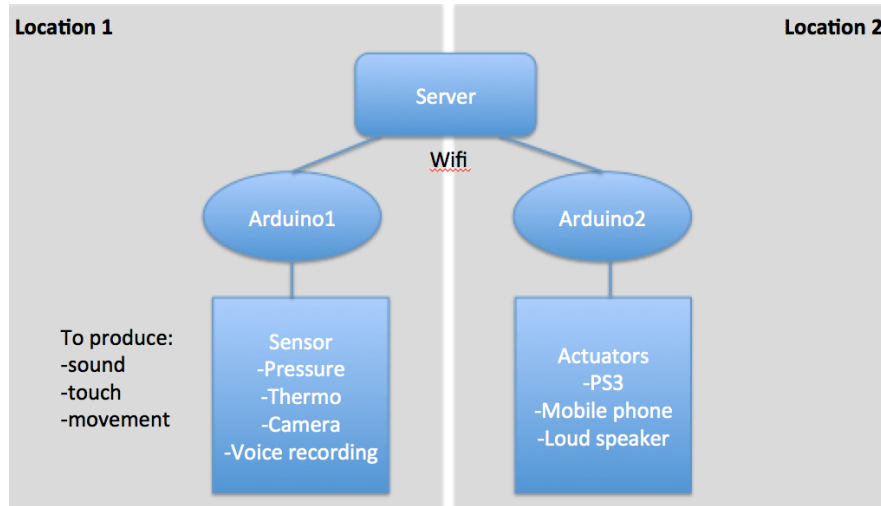 Location 1
Location 2
Server
Wifi
Arduino1
Arduino2
To produce:
-sound
-touch
-movement
Sensor
-Pressure
-Thermo
-Camera
-Voice recording
Actuators
-PS3
-Mobile phone
-Loud speaker